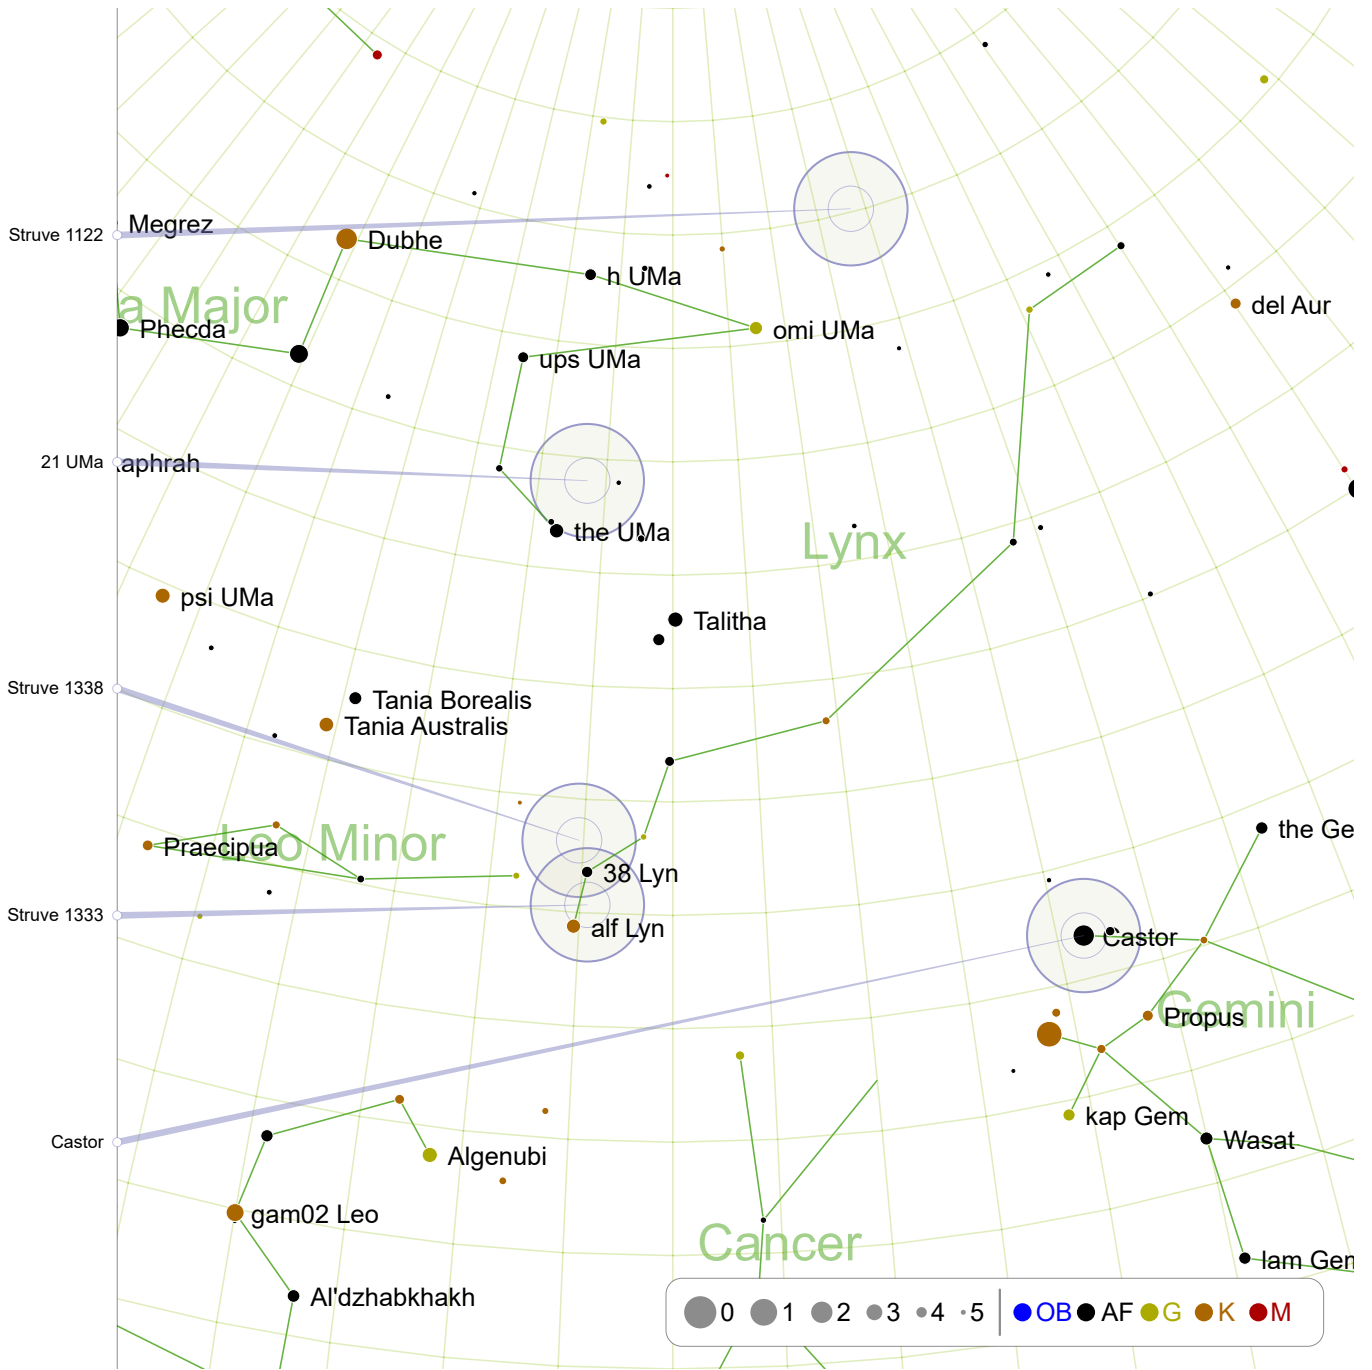 Megrez
Struve 1122
Dubhe
h UMa
a Major
del Aur
Phecda
omi UMa
ups UMa
21 UMa
aphrah
the UMa
Lynx
psi UMa
Talitha
Struve 1338
Tania Borealis
Tania Australis
the Ge
Leo Minor
Praecipua
38 Lyn
Struve 1333
alf Lyn
Castor
Gemini
Propus
kap Gem
Castor
Wasat
Algenubi
gam02 Leo
Cancer
lam Gem
Al'dzhabkhakh
0 1 2 3 4 5 OB AF G K M